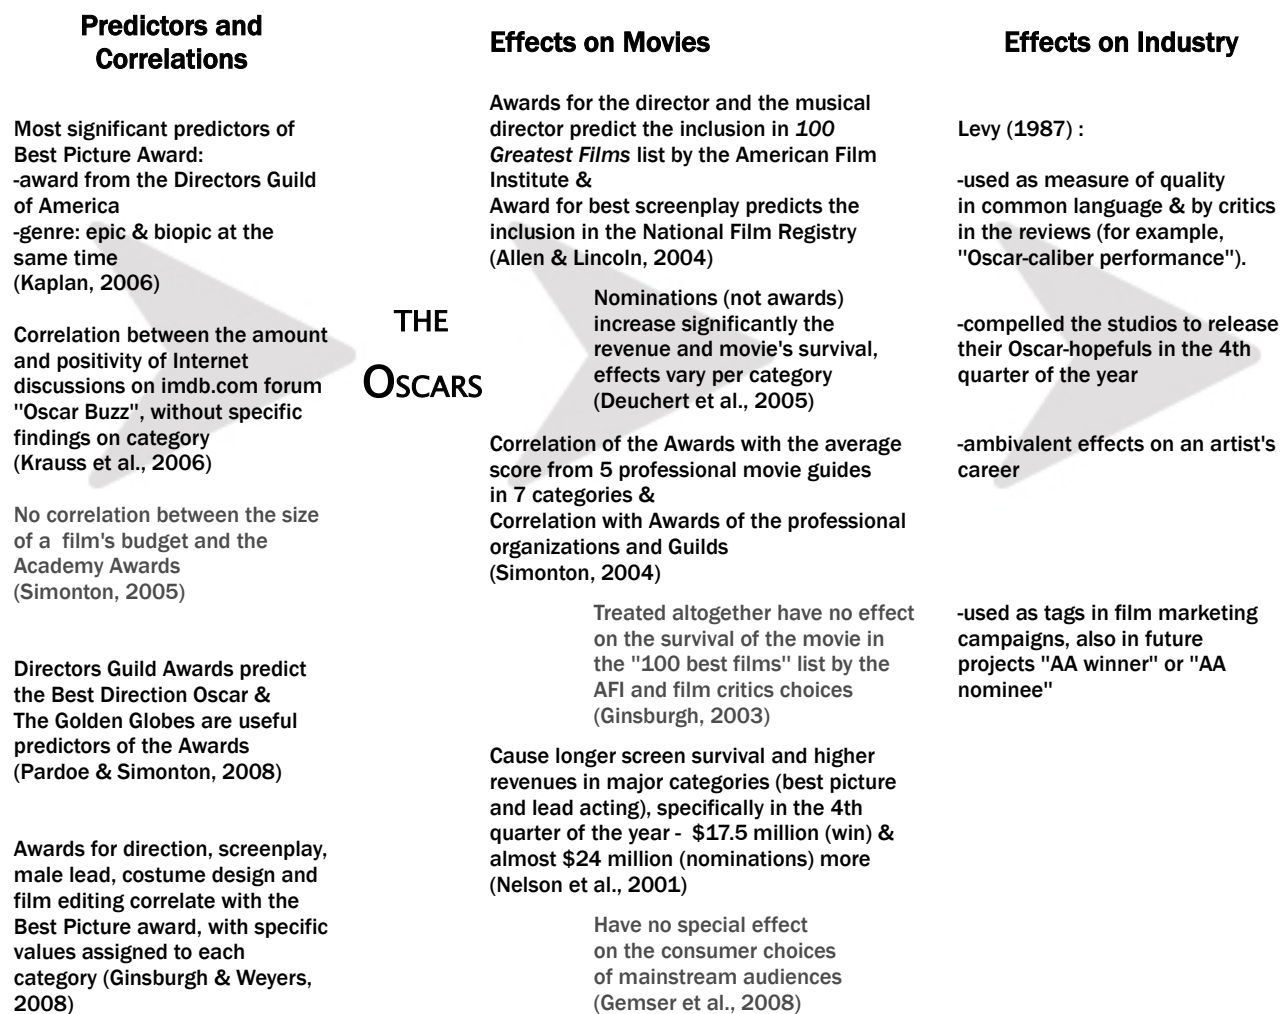 Predictors and
Correlations
Most significant predictors of
Best Picture Award:
-award from the Directors Guild
of America
-genre: epic & biopic at the
same time
(Kaplan, 2006)
Correlation between the amount
and positivity of Internet
discussions on imdb.com forum
"Oscar Buzz", without specific
findings on category
(Krauss et al., 2006)
No correlation between the size
of a  film's budget and the
Academy Awards
(Simonton, 2005)
Directors Guild Awards predict
the Best Direction Oscar &
The Golden Globes are useful
predictors of the Awards
(Pardoe & Simonton, 2008)
Awards for direction, screenplay,
male lead, costume design and
film editing correlate with the
Best Picture award, with specific
values assigned to each
category (Ginsburgh & Weyers,
2008)
THE
OSCARS
Effects on Movies
Awards for the director and the musical
director predict the inclusion in 100
Greatest Films list by the American Film
Institute &
Award for best screenplay predicts the
inclusion in the National Film Registry
(Allen & Lincoln, 2004)
Nominations (not awards)
increase significantly the
revenue and movie's survival,
effects vary per category
(Deuchert et al., 2005)
Correlation of the Awards with the average
score from 5 professional movie guides
in 7 categories &
Correlation with Awards of the professional
organizations and Guilds
(Simonton, 2004)
Treated altogether have no effect
on the survival of the movie in
the "100 best films" list by the
AFI and film critics choices
(Ginsburgh, 2003)
Cause longer screen survival and higher
revenues in major categories (best picture
and lead acting), specifically in the 4th
quarter of the year -  $17.5 million (win) &
almost $24 million (nominations) more
(Nelson et al., 2001)
Have no special effect
on the consumer choices
of mainstream audiences
(Gemser et al., 2008)
Effects on Industry
Levy (1987) :
-used as measure of quality
in common language & by critics
in the reviews (for example,
"Oscar-caliber performance").
-compelled the studios to release
their Oscar-hopefuls in the 4th
quarter of the year
-ambivalent effects on an artist's
career
-used as tags in film marketing
campaigns, also in future
projects "AA winner" or "AA
nominee"